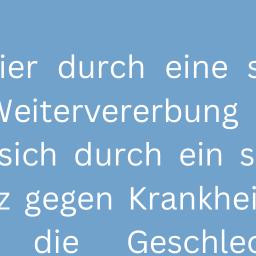 ier durch eine s
Weitervererbung
sich durch ein s
z gegen Krankhei
die Geschlec